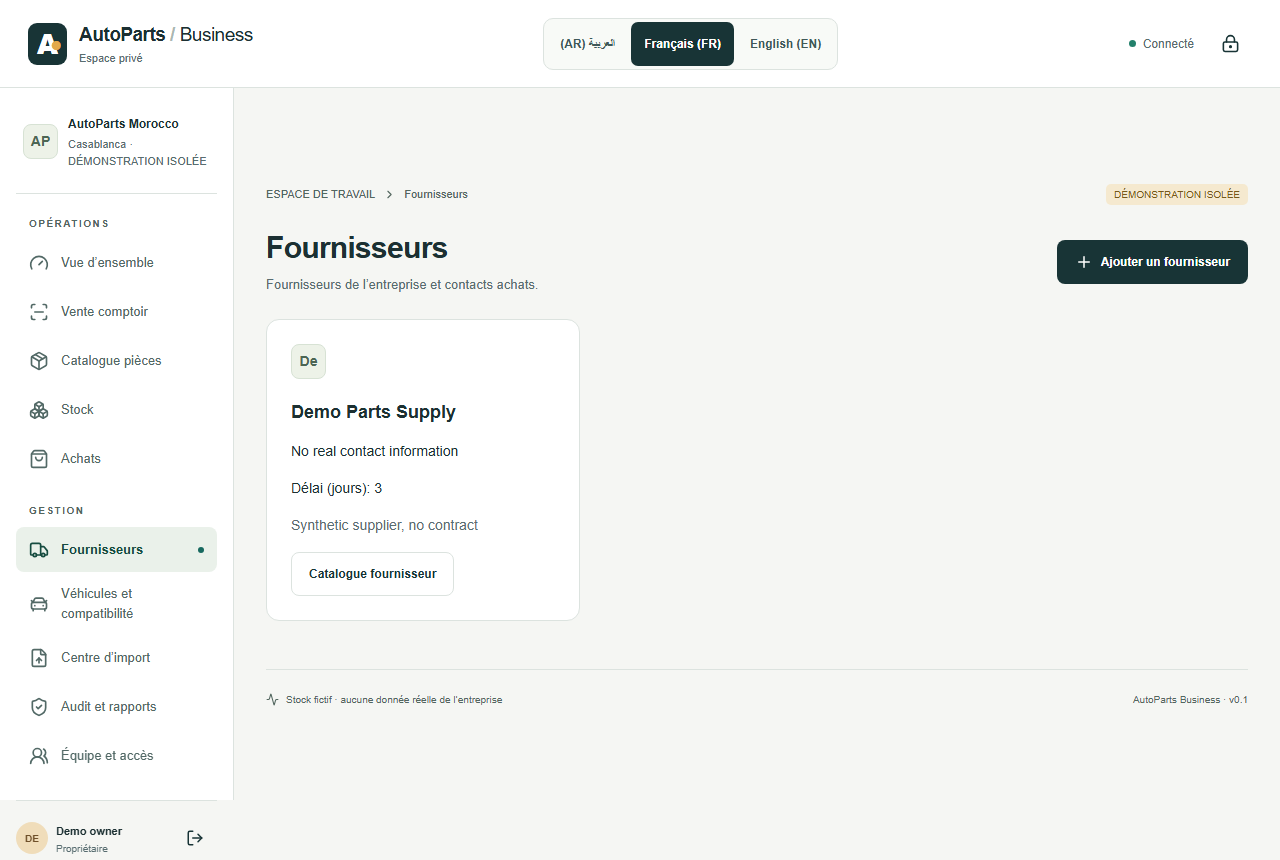 AutoParts / Business
Espace privé
العربية (AR)
Français (FR)
English (EN)
Connecté
AP
AutoParts Morocco
Casablanca ·
DÉMONSTRATION ISOLÉE
OPÉRATIONS
Vue d’ensemble
Vente comptoir
Catalogue pièces
Stock
Achats
GESTION
Fournisseurs
Véhicules et
compatibilité
Centre d’import
Audit et rapports
Équipe et accès
DE
Demo owner
Propriétaire
ESPACE DE TRAVAIL
Fournisseurs
DÉMONSTRATION ISOLÉE
Fournisseurs
Fournisseurs de l’entreprise et contacts achats.
Ajouter un fournisseur
De
Demo Parts Supply
No real contact information
Délai (jours): 3
Synthetic supplier, no contract
Catalogue fournisseur
Stock fictif · aucune donnée réelle de l’entreprise
AutoParts Business · v0.1